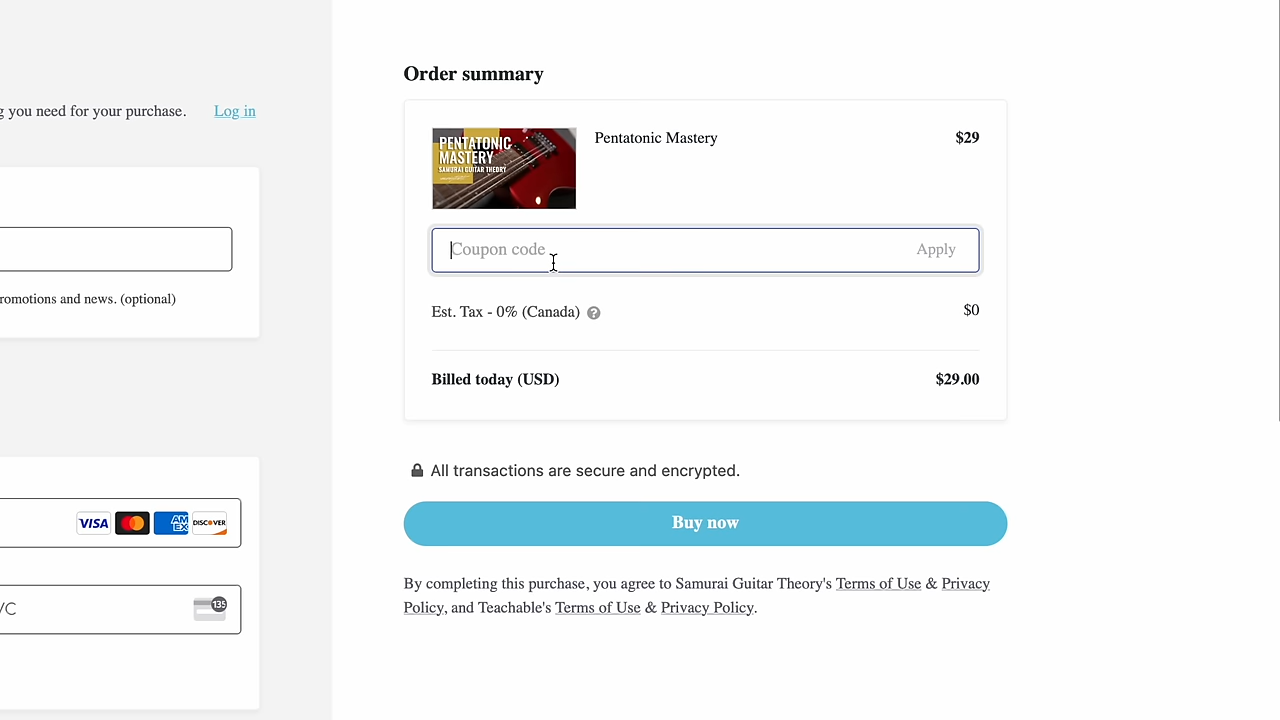 Order summary
g you need for your purchase. Log in
PENTATONIC
MASTERY
SAMURAI GUITAR THEORY
Pentatonic Mastery $29
Coupon code Apply
romotions and news. (optional)
Est. Tax - 0% (Canada) ? $0
Billed today (USD) $29.00
All transactions are secure and encrypted.
VISA AM EX DISCOVER
Buy now
By completing this purchase, you agree to Samurai Guitar Theory's Terms of Use & Privacy
Policy, and Teachable's Terms of Use & Privacy Policy.
VC 135